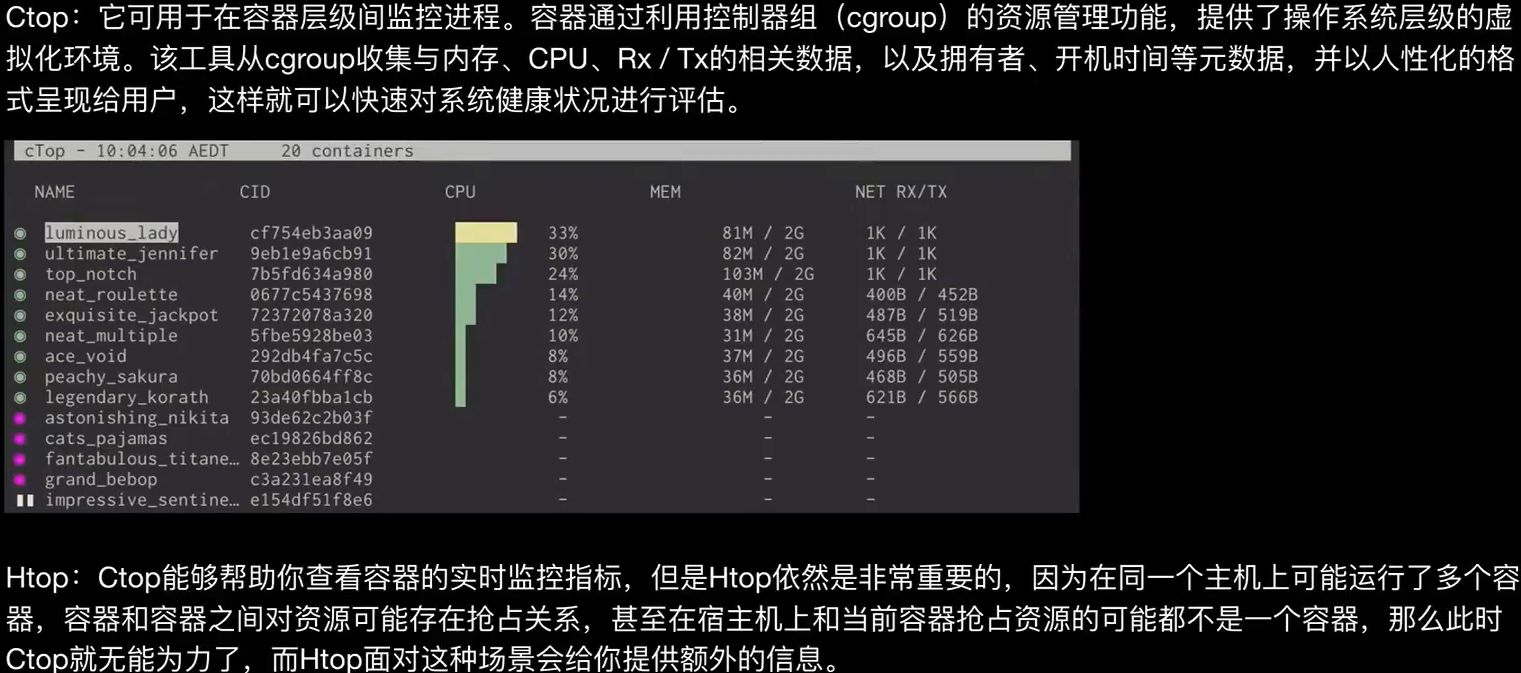 Ctop：它可用于在容器层级间监控进程。容器通过利用控制器组（cgroup）的资源管理功能，提供了操作系统层级的虚
拟化环境。该工具从cgroup收集与内存、CPU、Rx / Tx的相关数据，以及拥有者、开机时间等元数据，并以人性化的格
式呈现给用户，这样就可以快速对系统健康状况进行评估。
cTop - 10:04:06 AEDT 20 containers
NAME CID CPU MEM NET RX/TX
luminous_lady cf754eb3aa09 33% 81M / 2G 1K / 1K
ultimate_jennifer 9eb1e9a6cb91 30% 82M / 2G 1K / 1K
top_notch 7b5fd634a980 24% 103M / 2G 1K / 1K
neat_roulette 0677c5437698 14% 40M / 2G 400B / 452B
exquisite_jackpot 72372078a320 12% 38M / 2G 487B / 519B
neat_multiple 5fbe5928be03 10% 31M / 2G 645B / 626B
ace_void 292db4fa7c5c 8% 37M / 2G 496B / 559B
peachy_sakura 70bd0664ff8c 8% 36M / 2G 468B / 505B
legendary_korath 23a40fbba1cb 6% 36M / 2G 621B / 566B
astonishing_nikita 93de62c2b03f - - -
cats_pajamas ec19826bd862 - - -
fantabulous_titane… 8e23ebb7e05f - - -
grand_bebop c3a231ea8f49 - - -
impressive_sentine… e154df51f8e6 - - -
Htop：Ctop能够帮助你查看容器的实时监控指标，但是Htop依然是非常重要的，因为在同一个主机上可能运行了多个容
器，容器和容器之间对资源可能存在抢占关系，甚至在宿主机上和当前容器抢占资源的可能都不是一个容器，那么此时
Ctop就无能为力了，而Htop面对这种场景会给你提供额外的信息。